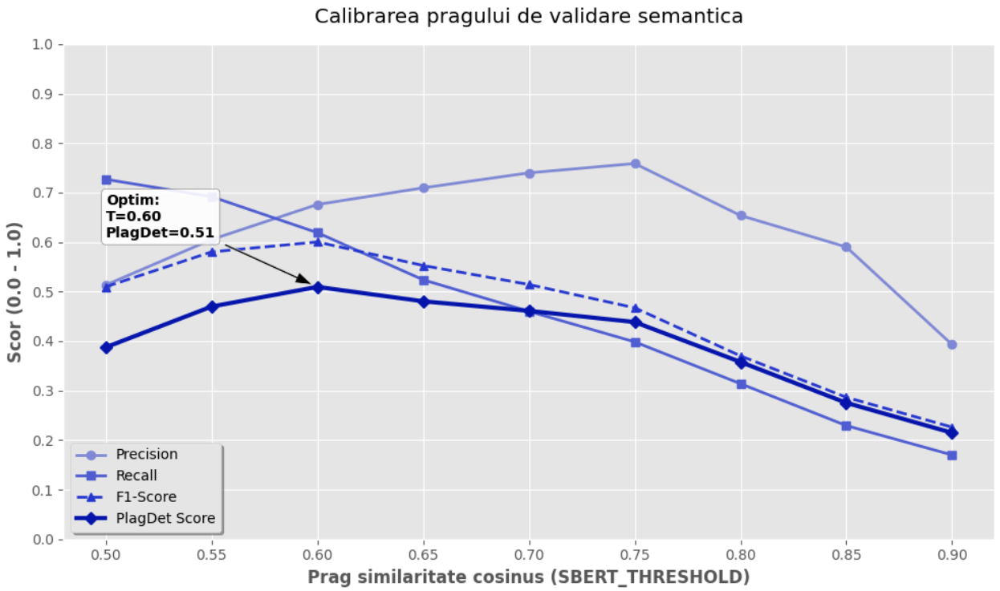 Calibrarea pragului de validare semantica
1.0
0.9
0.8
0.7
0.6
0.5
0.4
0.3
0.2
0.1
0.0
Scor (0.0 - 1.0)
Optim:
T=0.60
PlagDet=0.51
Precision
Recall
F1-Score
PlagDet Score
0.50 0.55 0.60 0.65 0.70 0.75 0.80 0.85 0.90
Prag similaritate cosinus (SBERT_THRESHOLD)